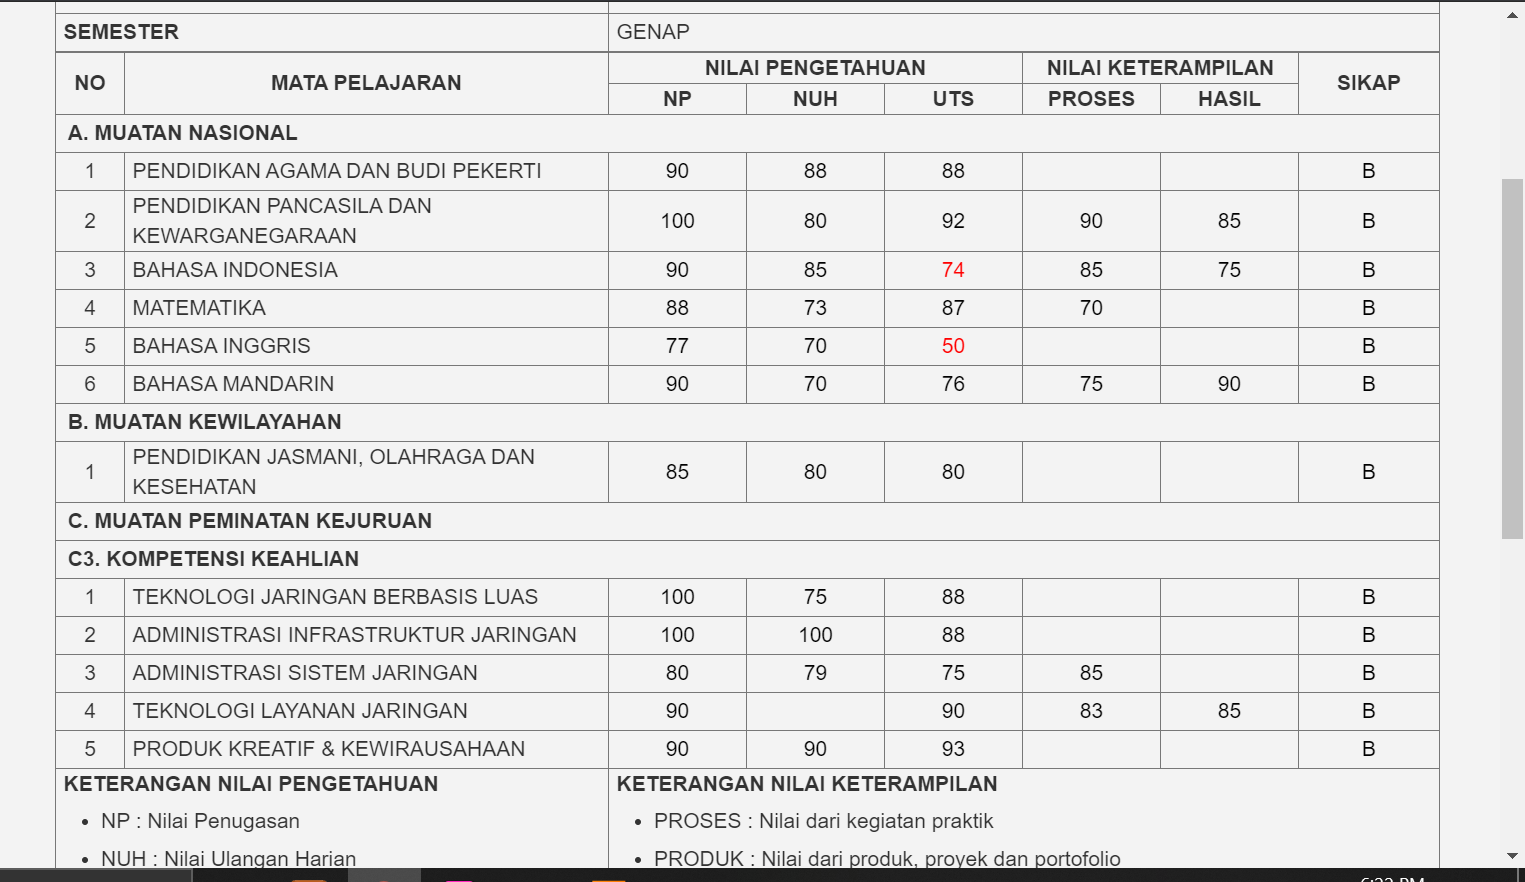 SEMESTER GENAP
NO MATA PELAJARAN NILAI PENGETAHUAN NILAI KETERAMPILAN SIKAP
NP NUH UTS PROSES HASIL
A. MUATAN NASIONAL
1 PENDIDIKAN AGAMA DAN BUDI PEKERTI 90 88 88 B
2 PENDIDIKAN PANCASILA DAN
KEWARGANEGARAAN 100 80 92 90 85 B
3 BAHASA INDONESIA 90 85 74 85 75 B
4 MATEMATIKA 88 73 87 70 B
5 BAHASA INGGRIS 77 70 50 B
6 BAHASA MANDARIN 90 70 76 75 90 B
B. MUATAN KEWILAYAHAN
1 PENDIDIKAN JASMANI, OLAHRAGA DAN
KESEHATAN 85 80 80 B
C. MUATAN PEMINATAN KEJURUAN
C3. KOMPETENSI KEAHLIAN
1 TEKNOLOGI JARINGAN BERBASIS LUAS 100 75 88 B
2 ADMINISTRASI INFRASTRUKTUR JARINGAN 100 100 88 B
3 ADMINISTRASI SISTEM JARINGAN 80 79 75 85 B
4 TEKNOLOGI LAYANAN JARINGAN 90 90 83 85 B
5 PRODUK KREATIF & KEWIRAUSAHAAN 90 90 93 B
KETERANGAN NILAI PENGETAHUAN KETERANGAN NILAI KETERAMPILAN
• NP : Nilai Penugasan • PROSES : Nilai dari kegiatan praktik
• NUH : Nilai Ulangan Harian • PRODUK : Nilai dari produk, proyek dan portofolio